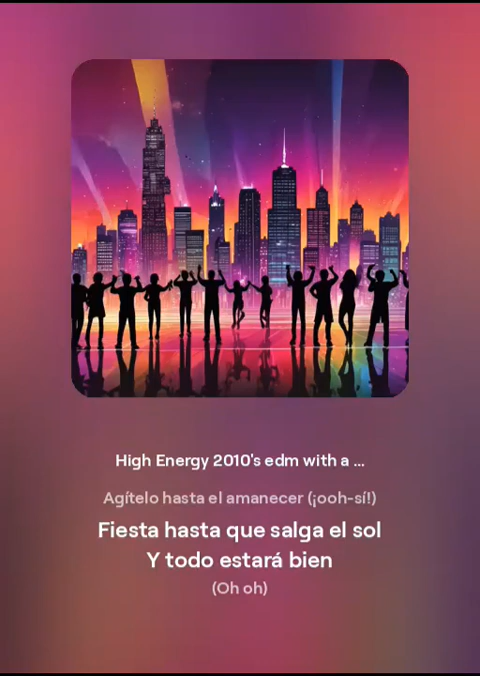 High Energy 2010's edm with a ...
Agítelo hasta el amanecer (¡ooh-sí!)
Fiesta hasta que salga el sol
Y todo estará bien
(Oh oh)